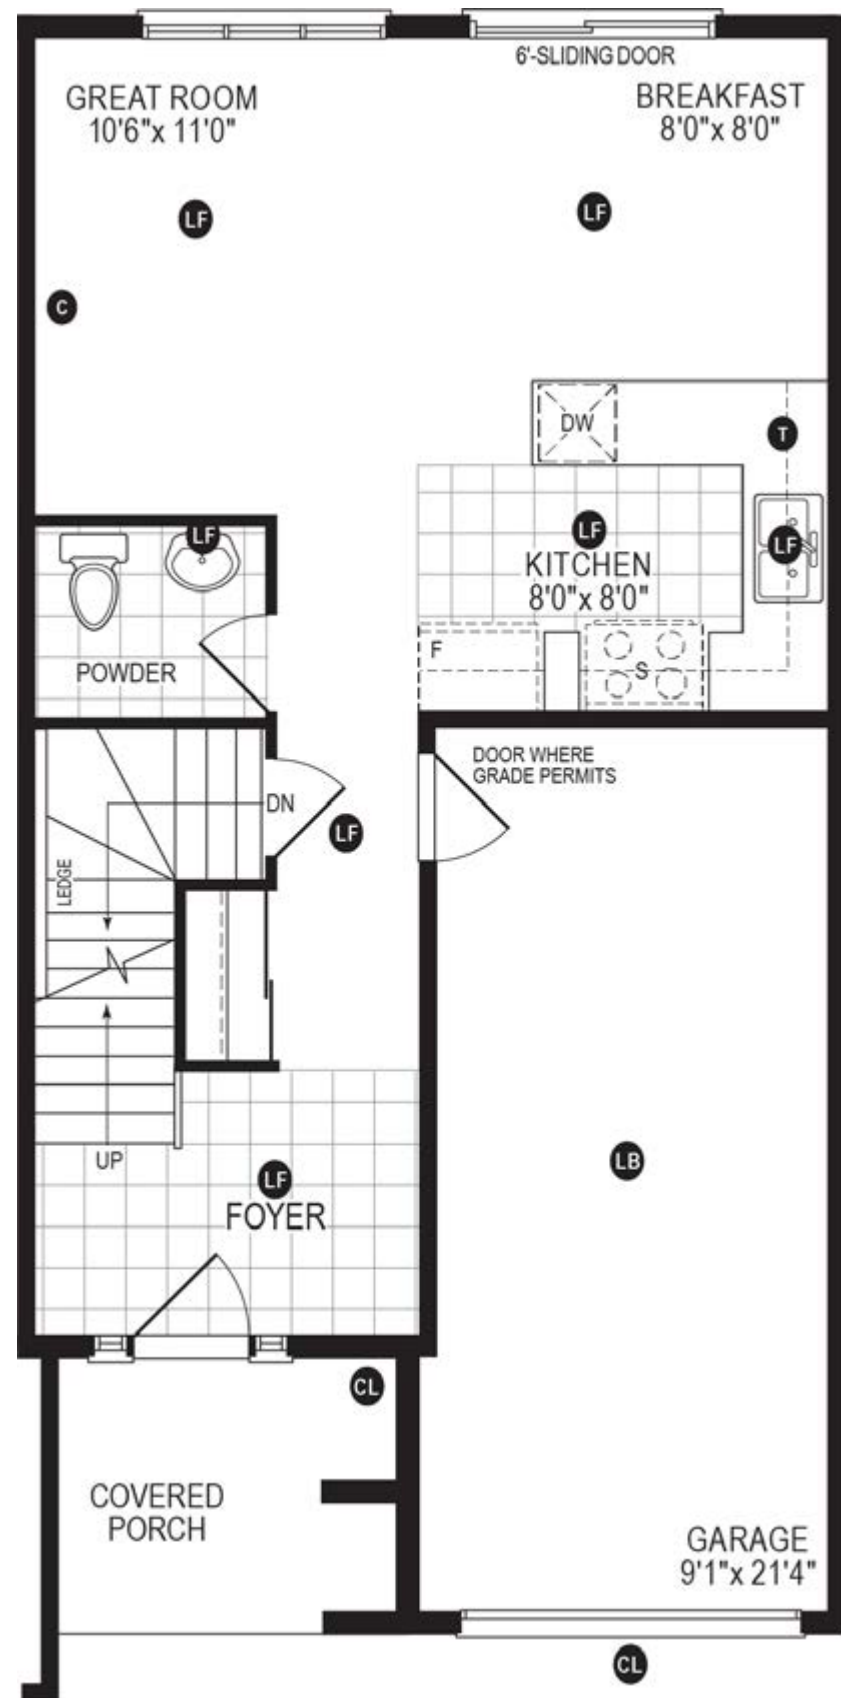 6'-SLIDING DOOR
GREAT ROOM
10'6"x 11'0"
BREAKFAST
8'0"x 8'0"
LF
LF
C
DW
T
LF
LF
LF
KITCHEN
8'0"x 8'0"
F
S
POWDER
DOOR WHERE
GRADE PERMITS
DN
LF
LEDGE
UP
LF
FOYER
LB
CL
COVERED
PORCH
GARAGE
9'1"x 21'4"
CL